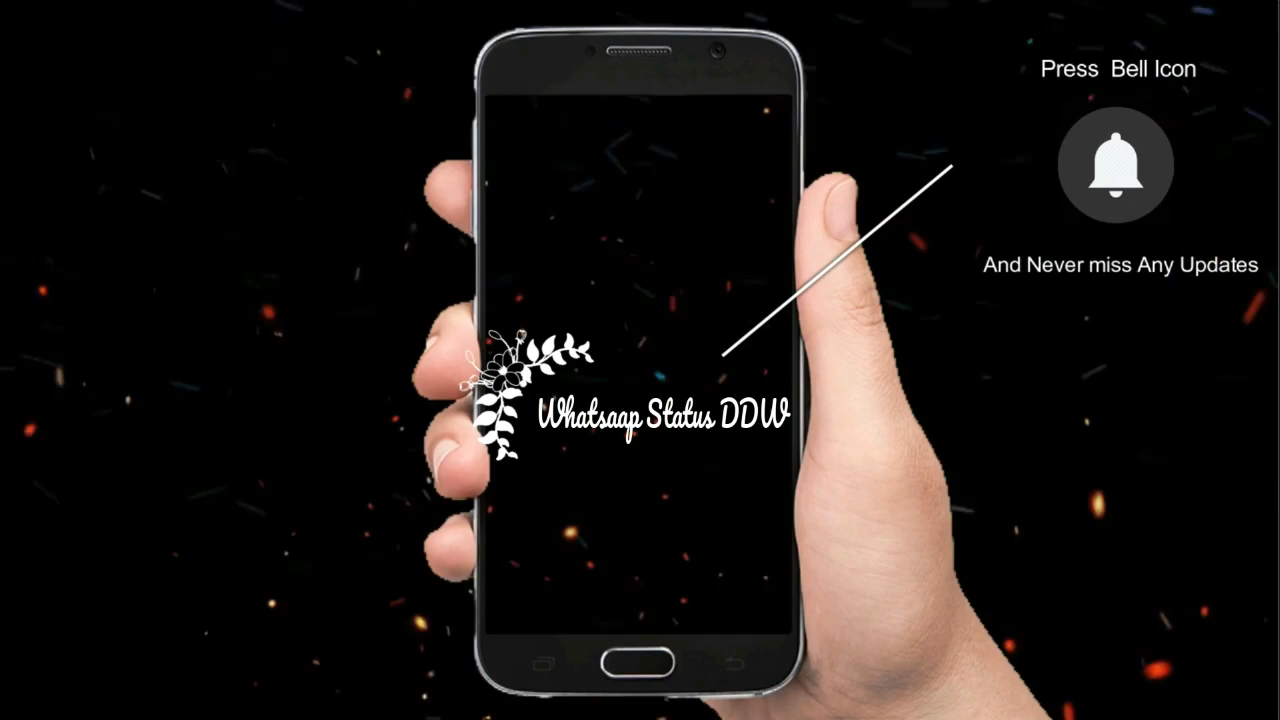 Press Bell Icon
And Never miss Any Updates
Whatsaap Status DDW